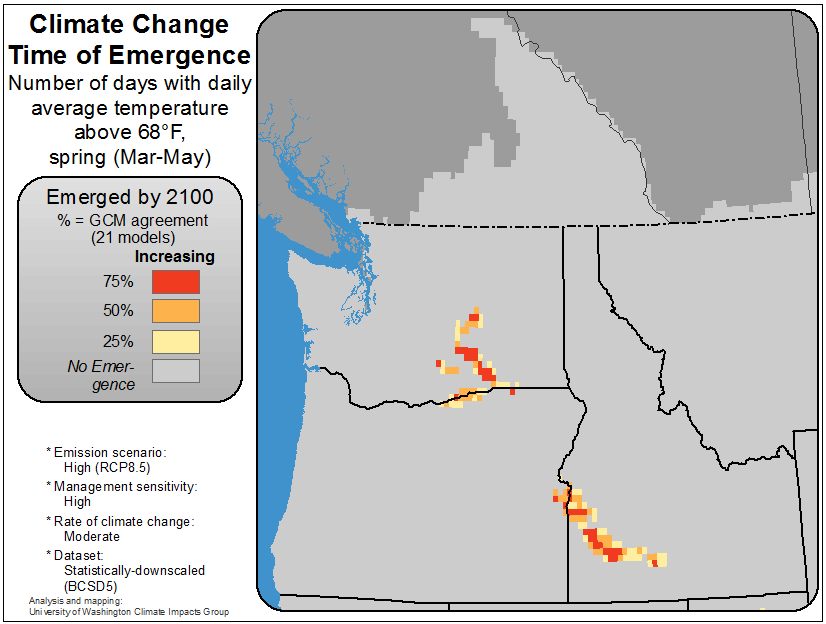 Climate Change
Time of Emergence
Number of days with daily
average temperature
above 68°F,
spring (Mar-May)
Emerged by 2100
% = GCM agreement
(21 models)
Increasing
75%
50%
25%
No Emer-
gence
* Emission scenario:
High (RCP8.5)
* Management sensitivity:
High
* Rate of climate change:
Moderate
* Dataset:
Statistically-downscaled
(BCSD5)
Analysis and mapping:
University of Washington Climate Impacts Group